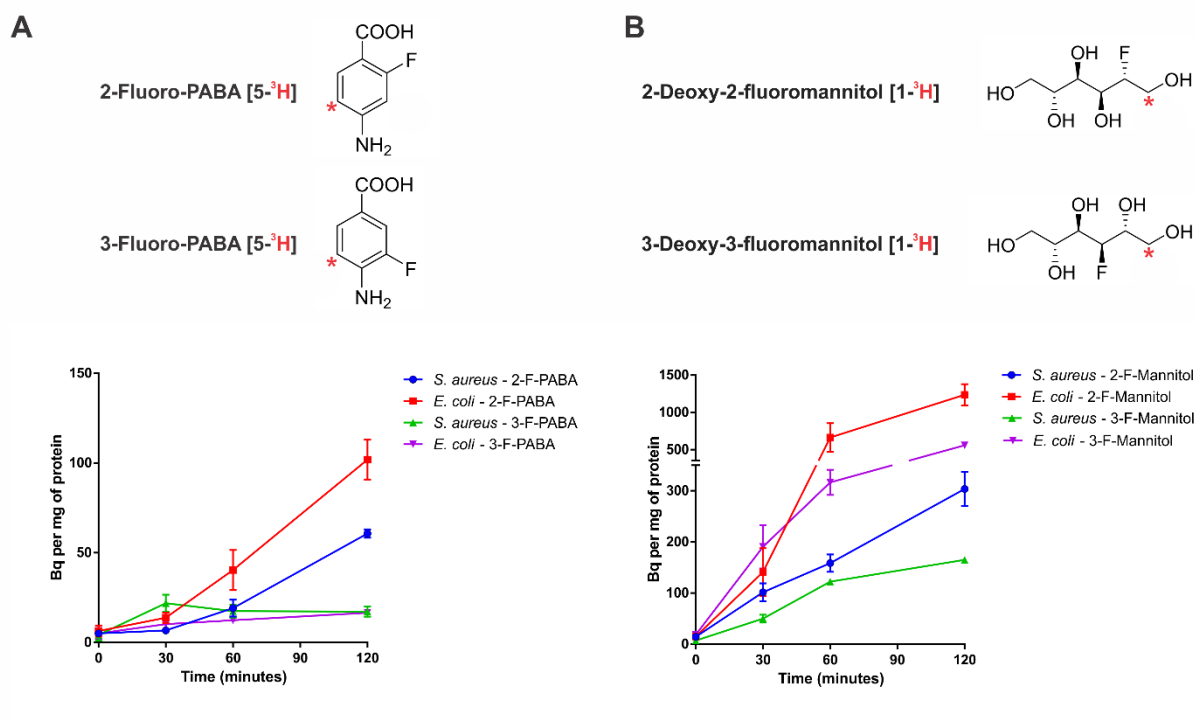 A
2-Fluoro-PABA [5-³H]
COOH
F
*
NH₂
3-Fluoro-PABA [5-³H]
COOH
F
*
NH₂
B
2-Deoxy-2-fluoromannitol [1-³H]
OH
F
HO
OH
*
OH
OH
3-Deoxy-3-fluoromannitol [1-³H]
OH
OH
HO
OH
*
OH
F
Bq per mg of protein
150
100
50
0
0
30
60
90
120
Time (minutes)
S. aureus - 2-F-PABA
E. coli - 2-F-PABA
S. aureus - 3-F-PABA
E. coli - 3-F-PABA
Bq per mg of protein
1500
1000
500
300
200
100
0
0
30
60
90
120
Time (minutes)
S. aureus - 2-F-Mannitol
E. coli - 2-F-Mannitol
S. aureus - 3-F-Mannitol
E. coli - 3-F-Mannitol